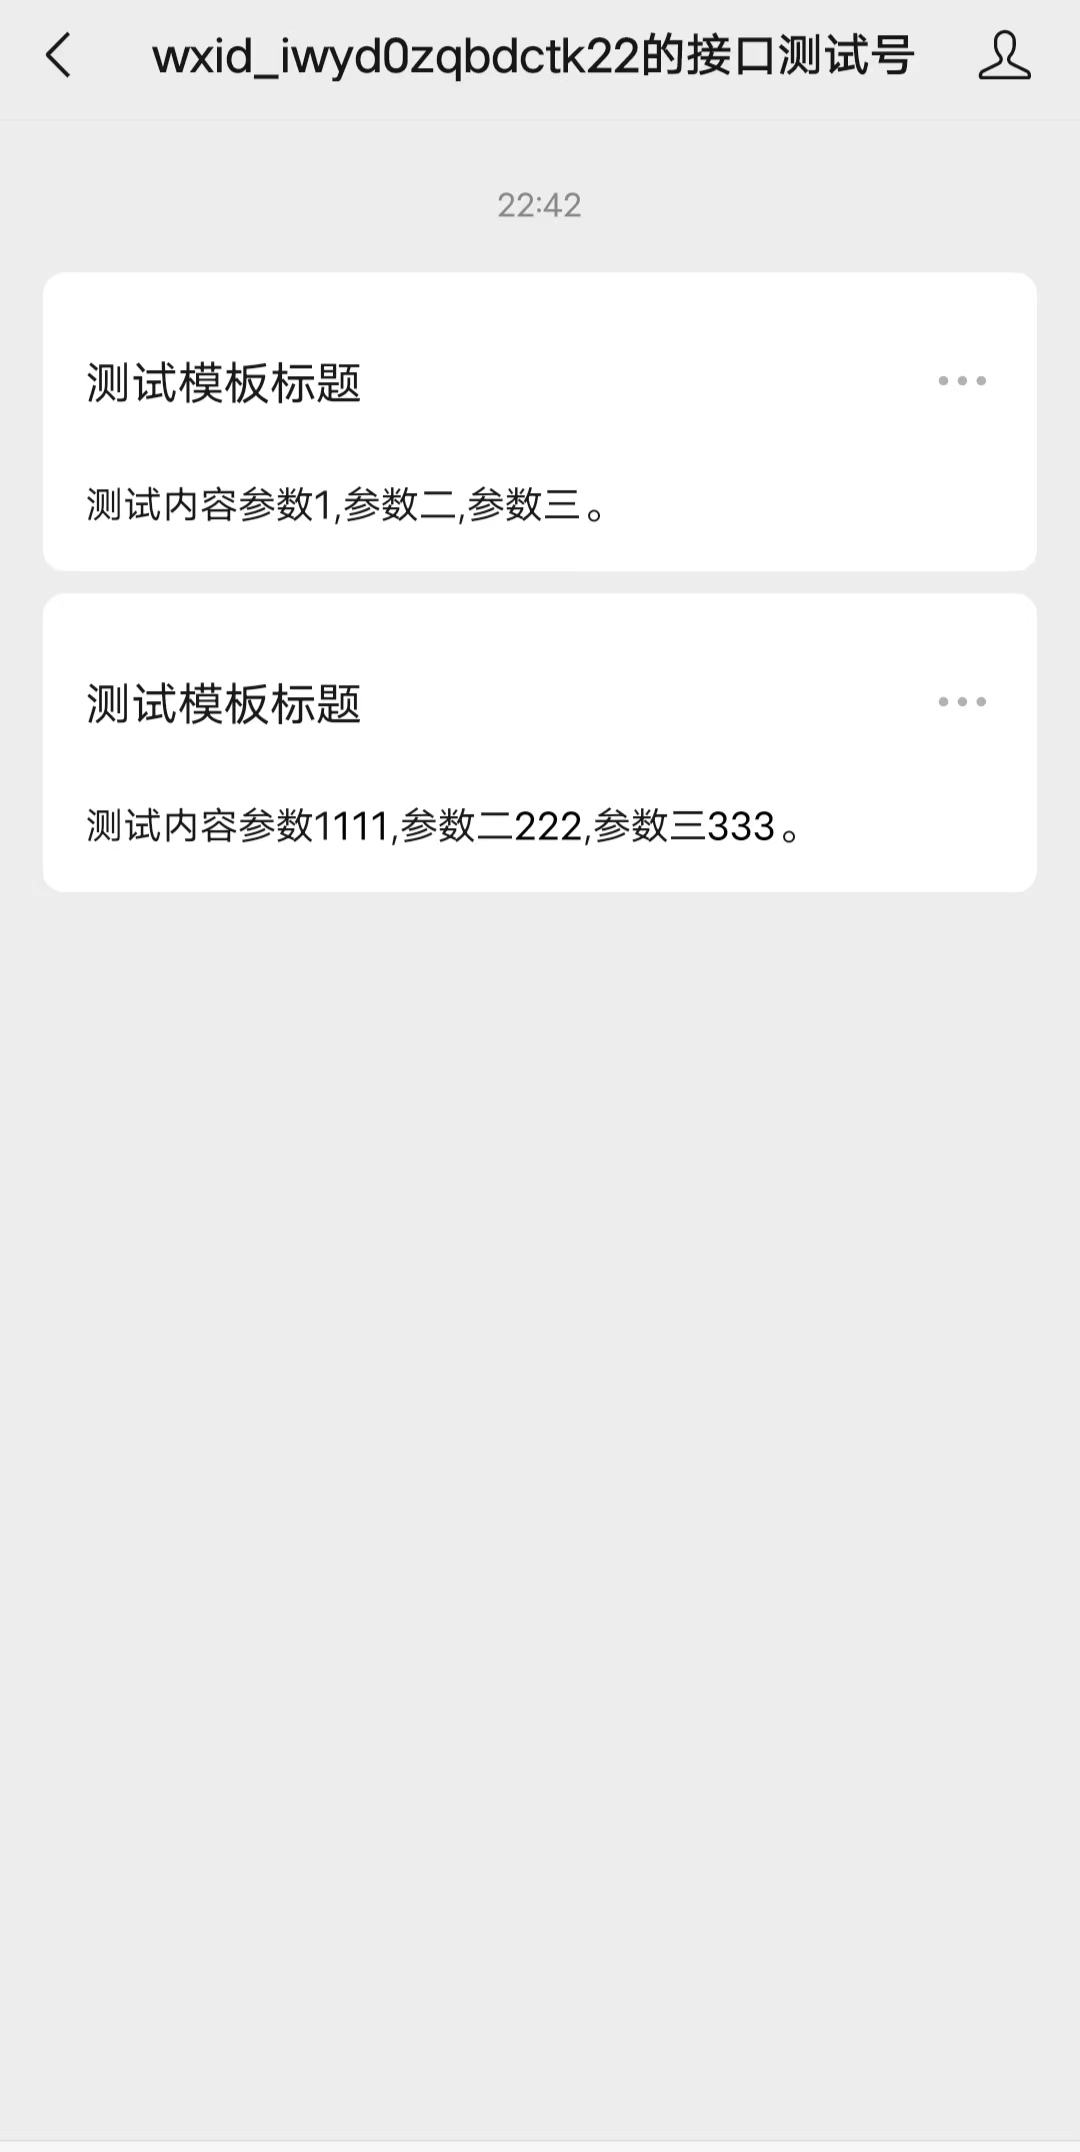 wxid_iwyd0zqbdctk22的接口测试号
22:42
测试模板标题
测试内容参数1,参数二,参数三。
测试模板标题
测试内容参数1111,参数二222,参数三333。